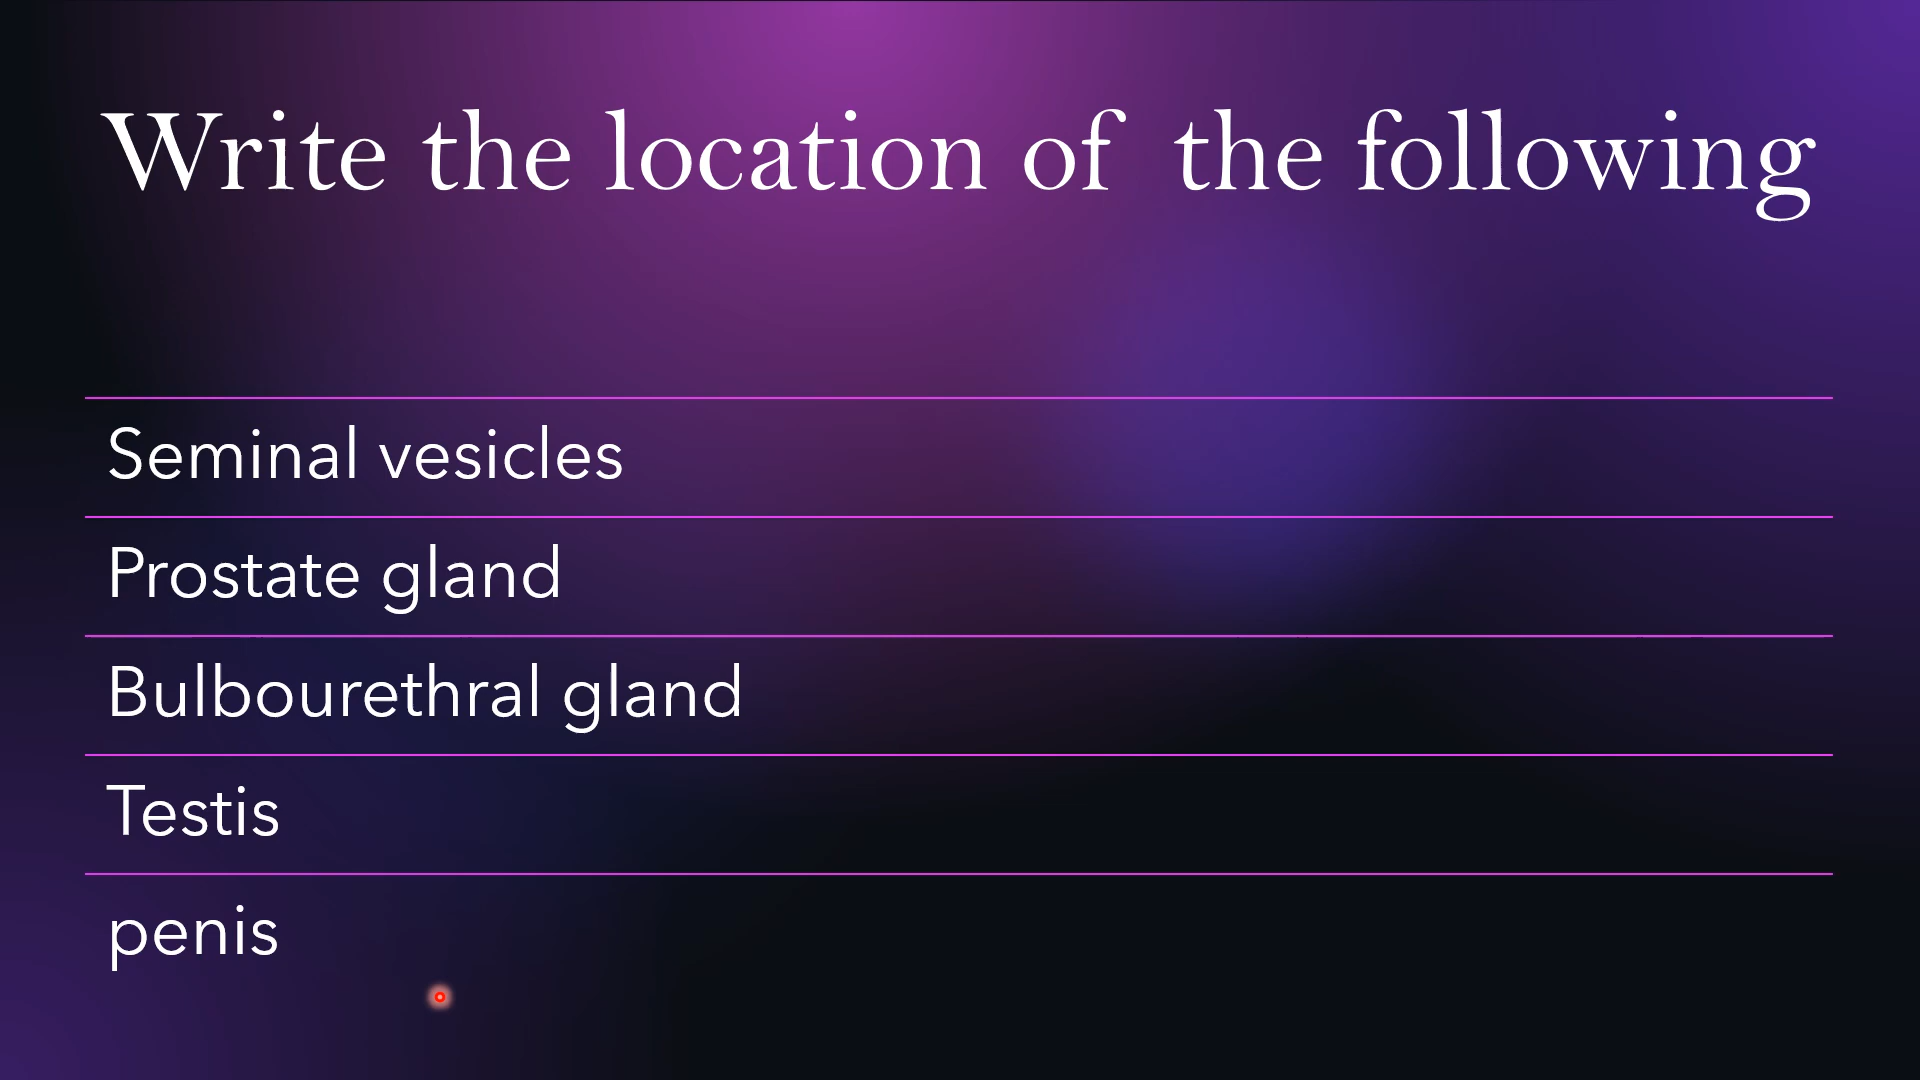 Write the location of the following
Seminal vesicles
Prostate gland
Bulbourethral gland
Testis
penis